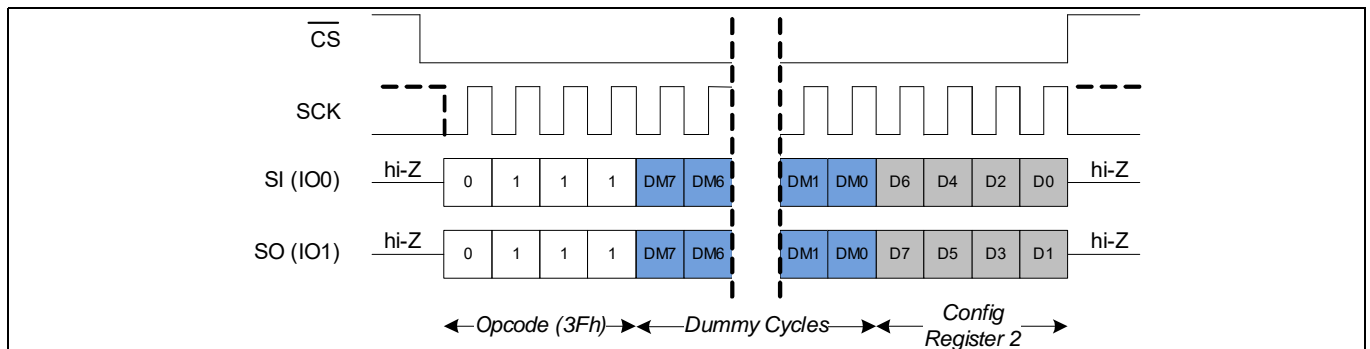 CS
SCK
hi-Z
SI (IO0)
0 1 1 1 DM7 DM6 DM1 DM0 D6 D4 D2 D0
hi-Z
hi-Z
SO (IO1)
0 1 1 1 DM7 DM6 DM1 DM0 D7 D5 D3 D1
hi-Z
Opcode (3Fh) Dummy Cycles Config
Register 2